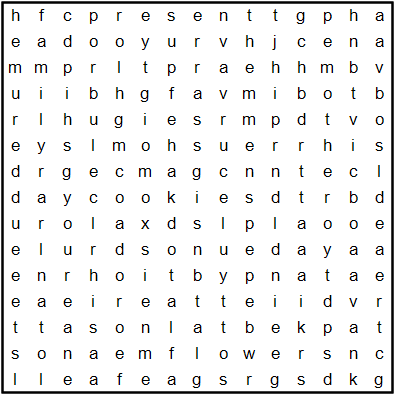 h f c p r e s e n t t g p h a
e a d o o y u r v h j c e n a
m m p r l t p r a e h h m b v
u i i b h g f a v m i b o t b
r l h u g i e s r m p d t v o
e y s l m o h s u e r r h i s
d r g e c m a g c n n t e c l
d a y c o o k i e s d t r b d
u r o l a x d s l p l a o o e
e l u r d s o n u e d a y a a
e n r h o i t b y p n a t a e
e a e i r e a t t e i i d v r
t t a s o n l a t b e k p a t
s o n a e m f l o w e r s n c
l l e a f e a g s r g s d k g